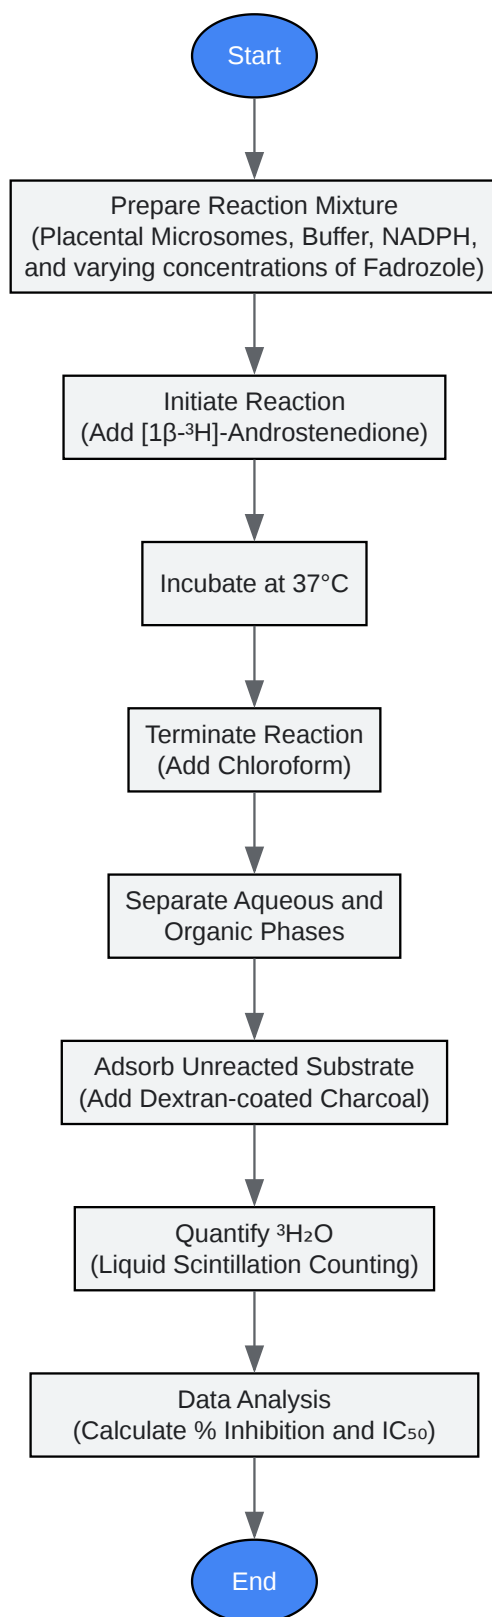 Start
Prepare Reaction Mixture
(Placental Microsomes, Buffer, NADPH,
and varying concentrations of Fadrozole)
Initiate Reaction
(Add [1β-³H]-Androstenedione)
Incubate at 37°C
Terminate Reaction
(Add Chloroform)
Separate Aqueous and
Organic Phases
Adsorb Unreacted Substrate
(Add Dextran-coated Charcoal)
Quantify ³H₂O
(Liquid Scintillation Counting)
Data Analysis
(Calculate % Inhibition and IC₅₀)
End